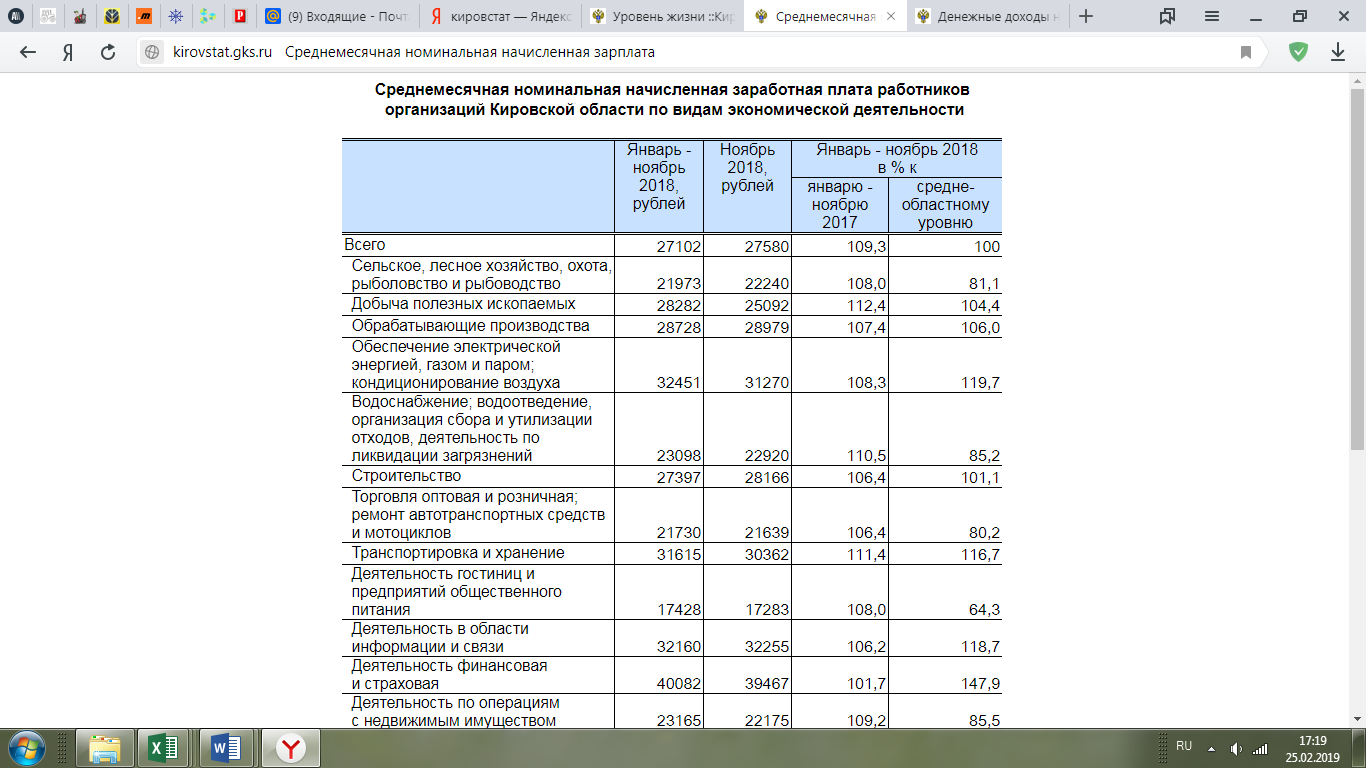 (9) Входящие - Почт
кировстат — Яндекс
Уровень жизни ::Кир
Среднемесячная
Денежные доходы н
kirovstat.gks.ru Среднемесячная номинальная начисленная зарплата
Среднемесячная номинальная начисленная заработная плата работников
организаций Кировской области по видам экономической деятельности
Январь -
ноябрь
2018,
рублей
Ноябрь
2018,
рублей
Январь - ноябрь 2018
в % к
январю -
ноябрю
2017
средне-
областному
уровню
Всего 27102 27580 109,3 100
Сельское, лесное хозяйство, охота,
рыболовство и рыбоводство 21973 22240 108,0 81,1
Добыча полезных ископаемых 28282 25092 112,4 104,4
Обрабатывающие производства 28728 28979 107,4 106,0
Обеспечение электрической
энергией, газом и паром;
кондиционирование воздуха 32451 31270 108,3 119,7
Водоснабжение; водоотведение,
организация сбора и утилизации
отходов, деятельность по
ликвидации загрязнений 23098 22920 110,5 85,2
Строительство 27397 28166 106,4 101,1
Торговля оптовая и розничная;
ремонт автотранспортных средств
и мотоциклов 21730 21639 106,4 80,2
Транспортировка и хранение 31615 30362 111,4 116,7
Деятельность гостиниц и
предприятий общественного
питания 17428 17283 108,0 64,3
Деятельность в области
информации и связи 32160 32255 106,2 118,7
Деятельность финансовая
и страховая 40082 39467 101,7 147,9
Деятельность по операциям
с недвижимым имуществом 23165 22175 109,2 85,5
RU
17:19
25.02.2019